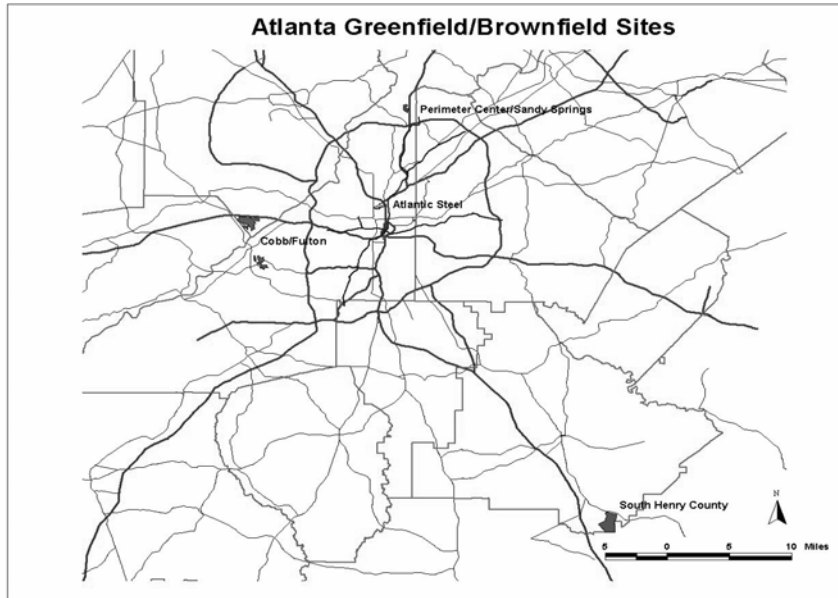 Atlanta Greenfield/Brownfield Sites
Perimeter Center/Sandy Springs
Atlantic Steel
Cobb/Fulton
South Henry County
N
5 0 5 10 Miles